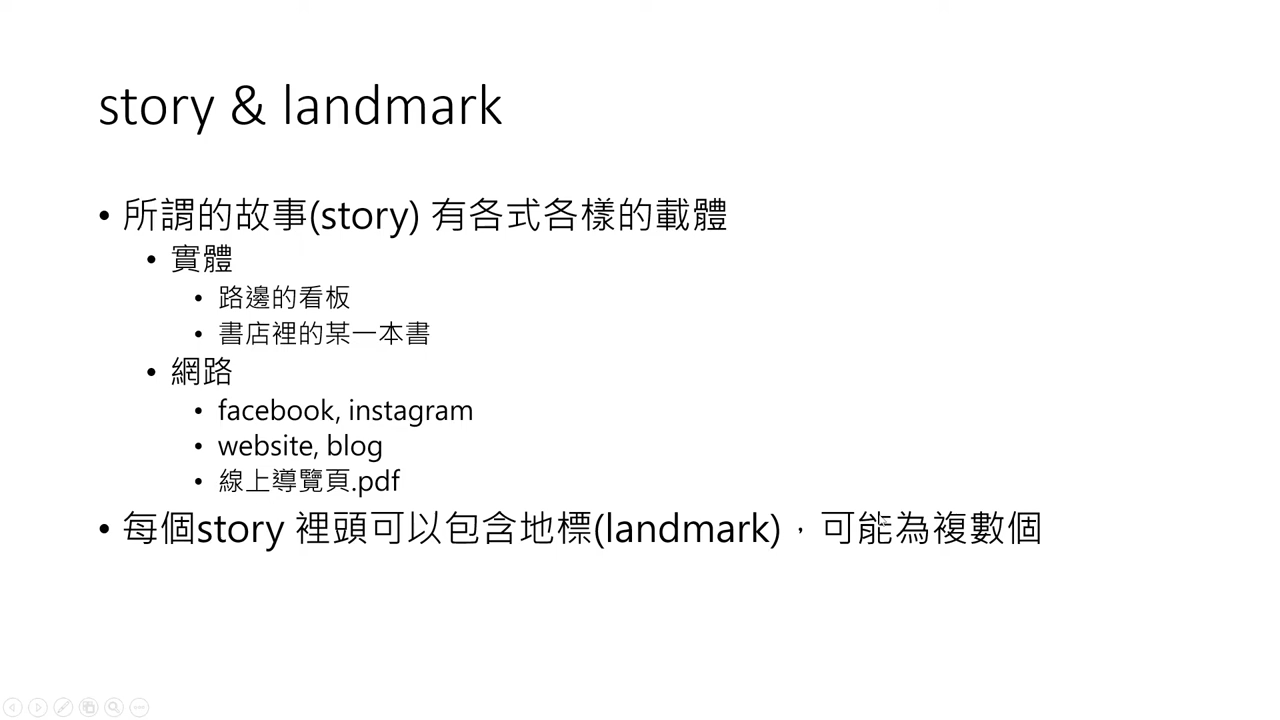 story & landmark
• 所謂的故事(story) 有各式各樣的載體
• 實體
• 路邊的看板
• 書店裡的某一本書
• 網路
• facebook, instagram
• website, blog
• 線上導覽頁.pdf
• 每個story 裡頭可以包含地標(landmark)，可能為複數個